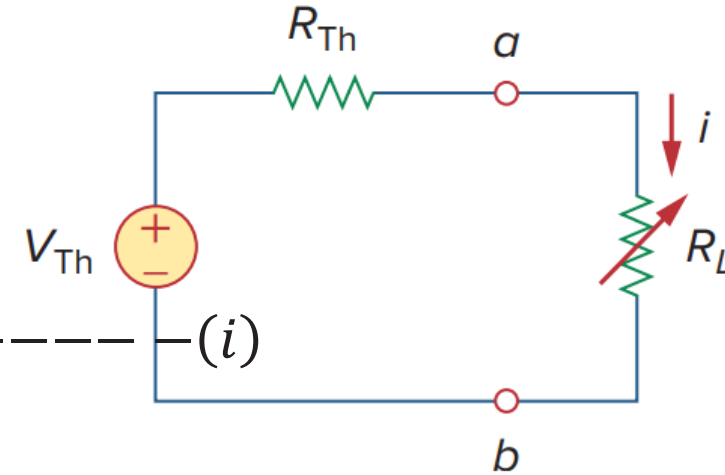 R_Th
a
i
+
V_Th
−
R_L
— — — — (i)
b